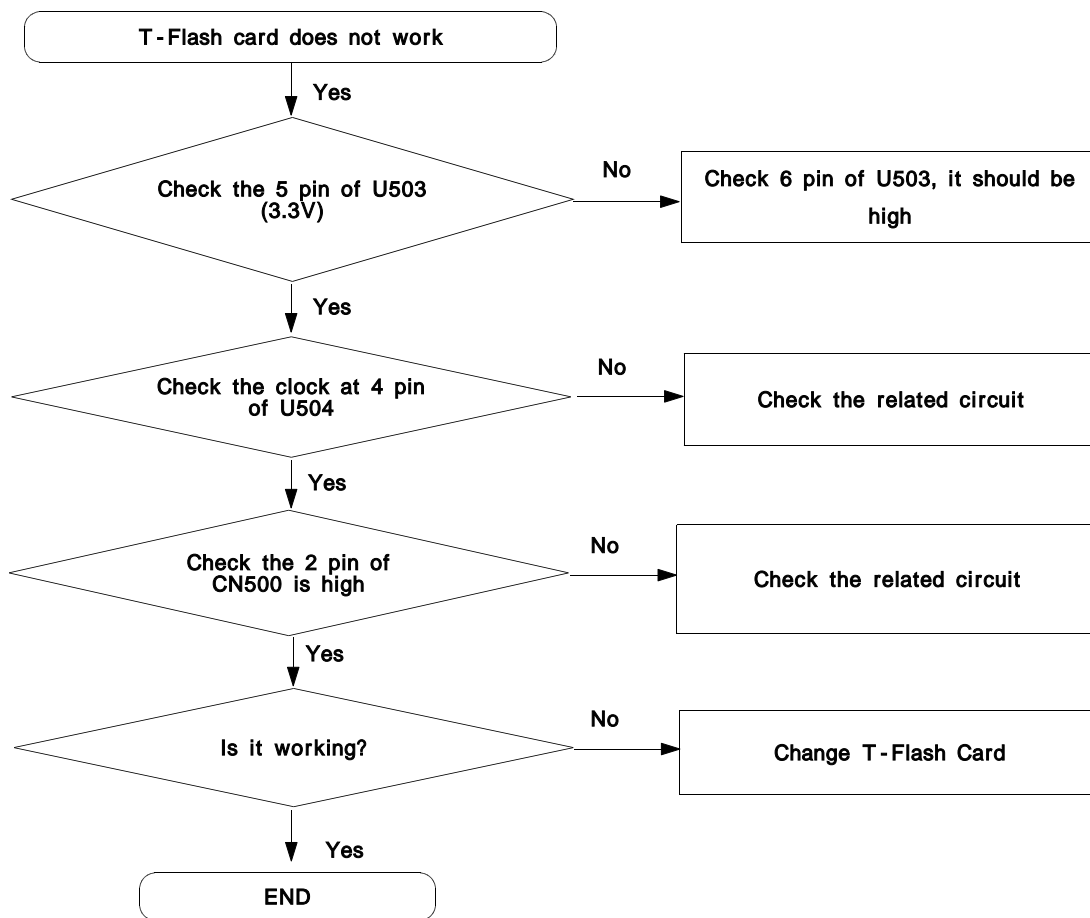 T-Flash card does not work
Yes
Check the 5 pin of U503
(3.3V)
No
Check 6 pin of U503, it should be
high
Yes
Check the clock at 4 pin
of U504
No
Check the related circuit
Yes
Check the 2 pin of
CN500 is high
No
Check the related circuit
Yes
Is it working?
No
Change T-Flash Card
Yes
END